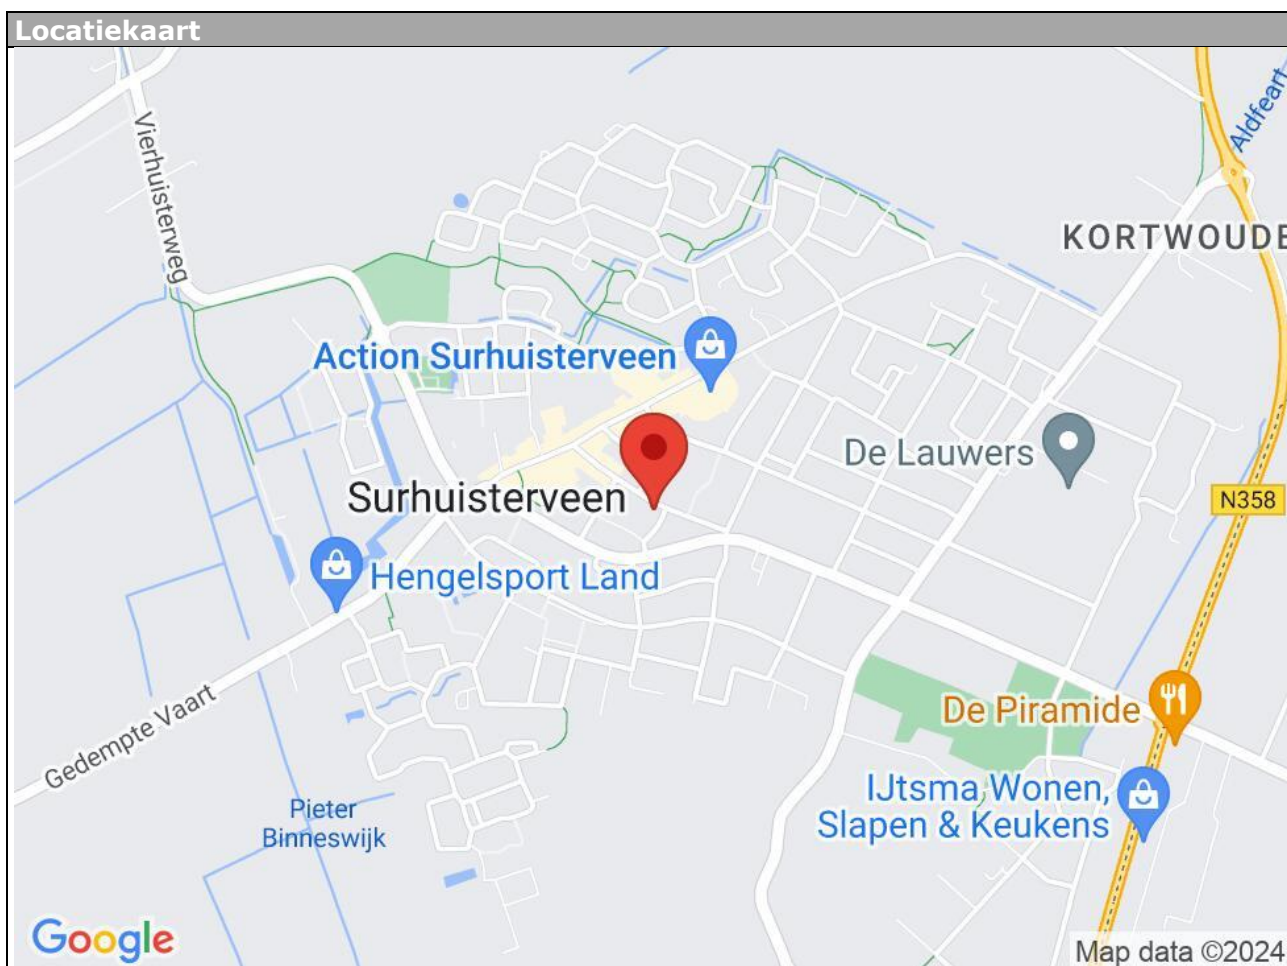 Locatiekaart
Vierhuisterweg
Aldfeart
KORTWOUDE
Action Surhuisterveen
De Lauwers
Surhuisterveen
N358
Hengelsport Land
Gedempte Vaart
De Piramide
Pieter
Binneswijk
IJtsma Wonen,
Slapen & Keukens
Google
Map data ©2024